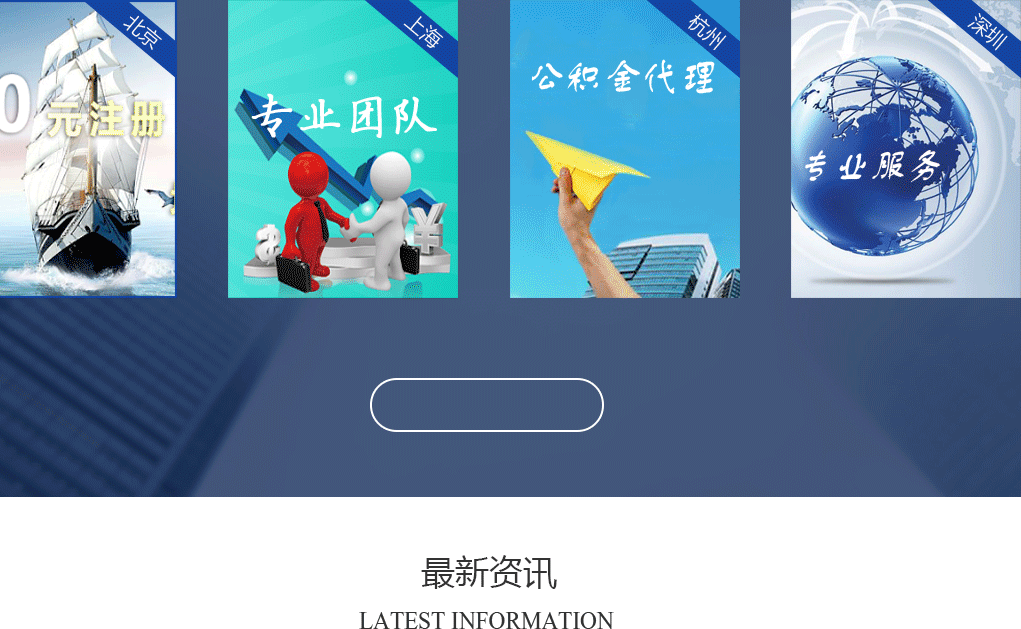 北京
0元注册
上海
专业团队
杭州
公积金代理
深圳
专业服务
最新资讯
LATEST INFORMATION